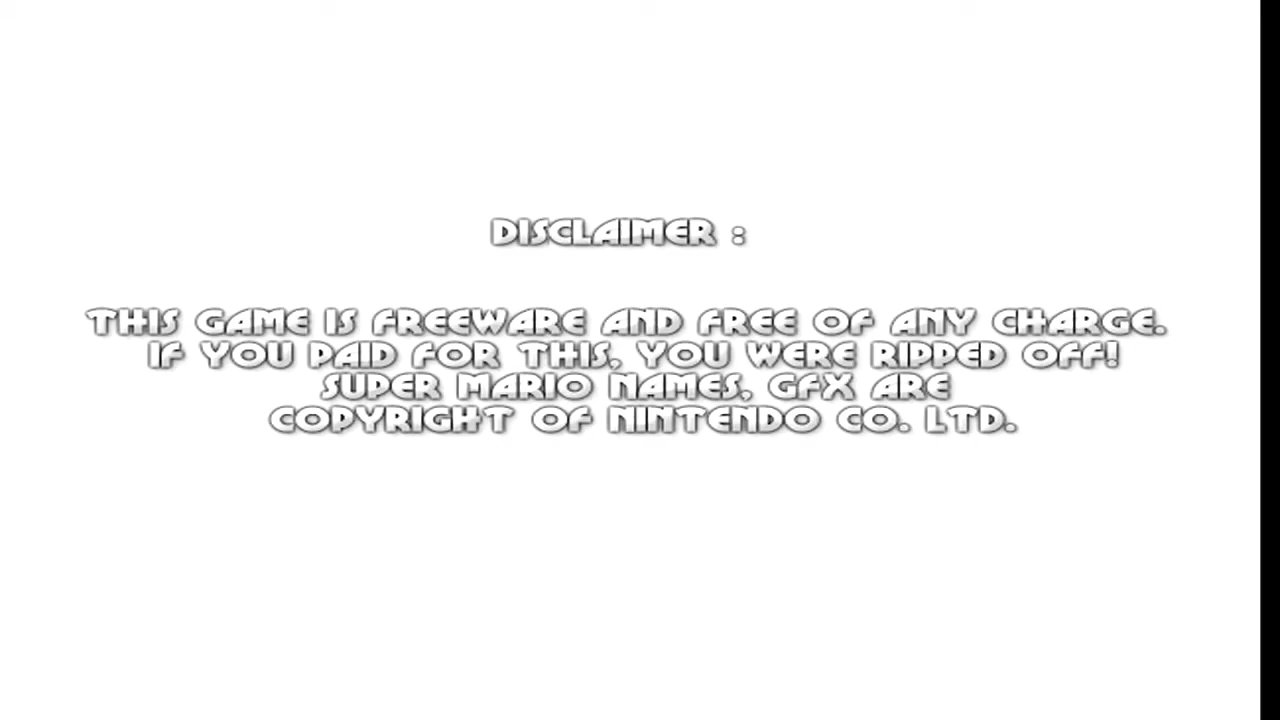 DISCLAIMER :
THIS GAME IS FREEWARE AND FREE OF ANY CHARGE.
IF YOU PAID FOR THIS, YOU WERE RIPPED OFF!
SUPER MARIO NAMES, GFX ARE
COPYRIGHT OF NINTENDO CO. LTD.